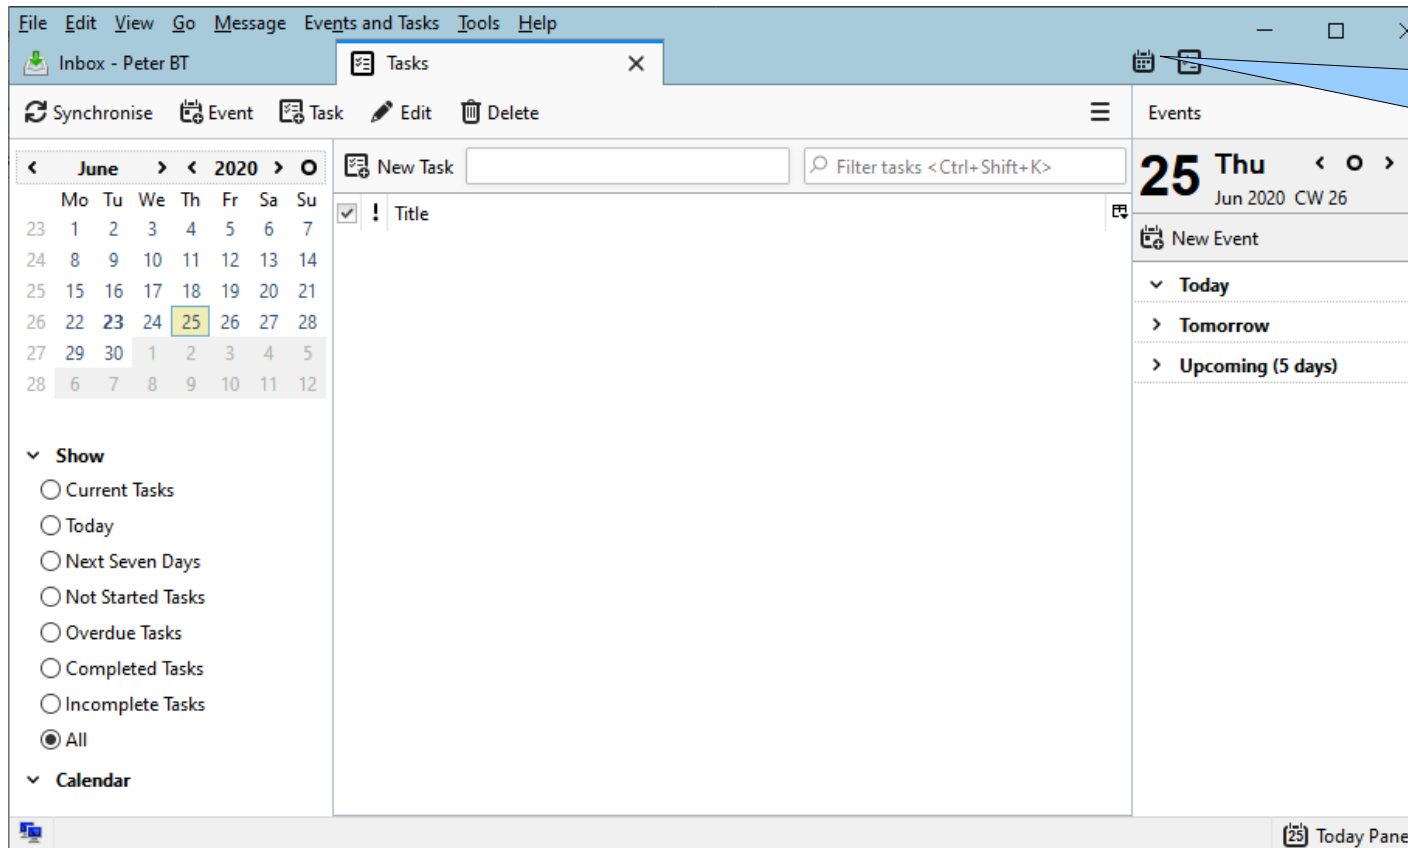 File Edit View Go Message Events and Tasks Tools Help
Inbox - Peter BT
Tasks
Synchronise Event Task Edit Delete
Events
June 2020
Mo Tu We Th Fr Sa Su
23 1 2 3 4 5 6 7
24 8 9 10 11 12 13 14
25 15 16 17 18 19 20 21
26 22 23 24 25 26 27 28
27 29 30 1 2 3 4 5
28 6 7 8 9 10 11 12
Show
Current Tasks
Today
Next Seven Days
Not Started Tasks
Overdue Tasks
Completed Tasks
Incomplete Tasks
All
Calendar
New Task
Filter tasks <Ctrl+Shift+K>
! Title
25 Thu
Jun 2020 CW 26
New Event
Today
Tomorrow
Upcoming (5 days)
25 Today Pane